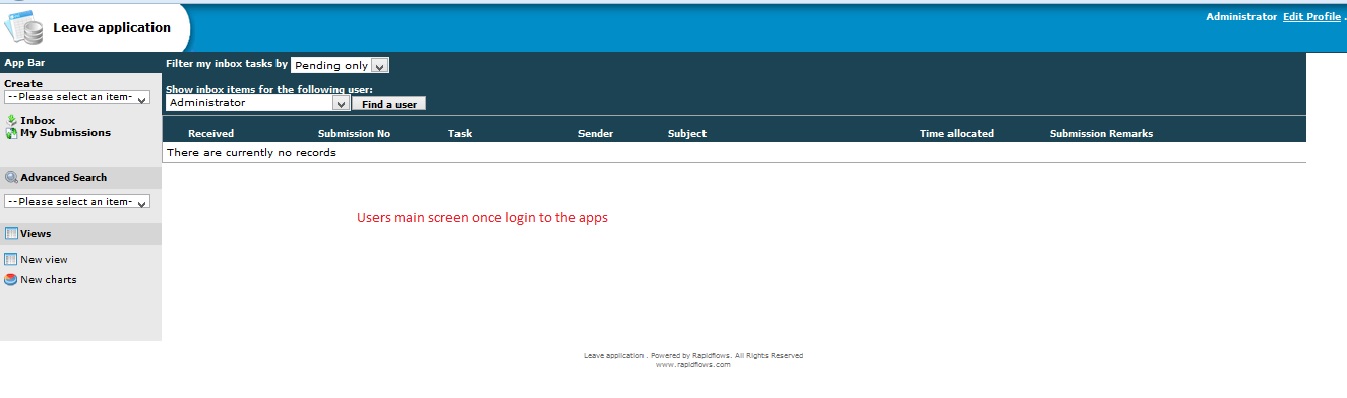 Leave application
Administrator Edit Profile .
App Bar
Filter my inbox tasks by Pending only
Create
--Please select an item-
Show inbox items for the following user:
Administrator Find a user
Inbox
My Submissions
Received Submission No Task Sender Subject Time allocated Submission Remarks
There are currently no records
Advanced Search
--Please select an item-
Users main screen once login to the apps
Views
New view
New charts
Leave application . Powered by Rapidflows. All Rights Reserved
www.rapidflows.com